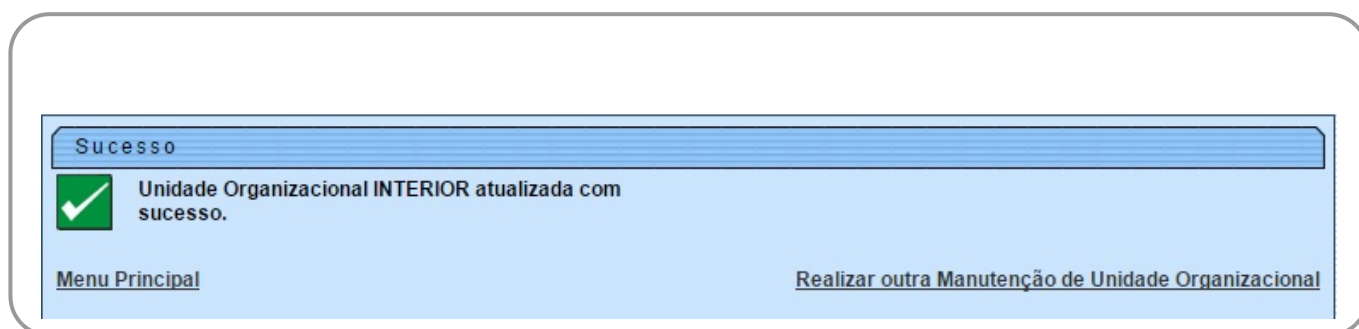 Sucesso
Unidade Organizacional INTERIOR atualizada com
sucesso.
Menu Principal
Realizar outra Manutenção de Unidade Organizacional